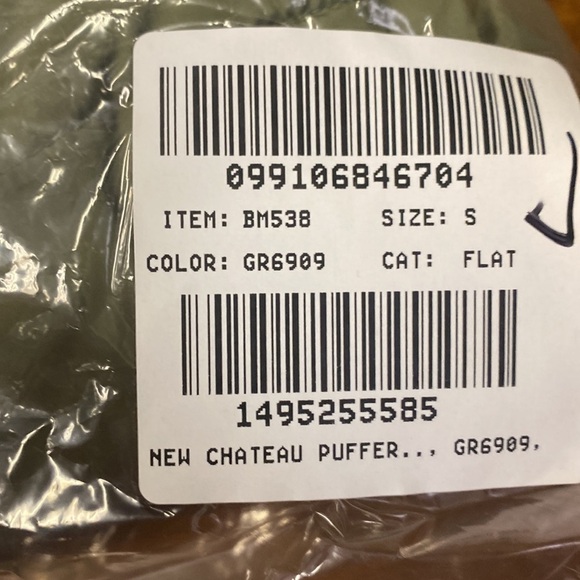 099106846704
ITEM: BM538 SIZE: S
COLOR: GR6909 CAT: FLAT
1495255585
NEW CHATEAU PUFFER.., GR6909,